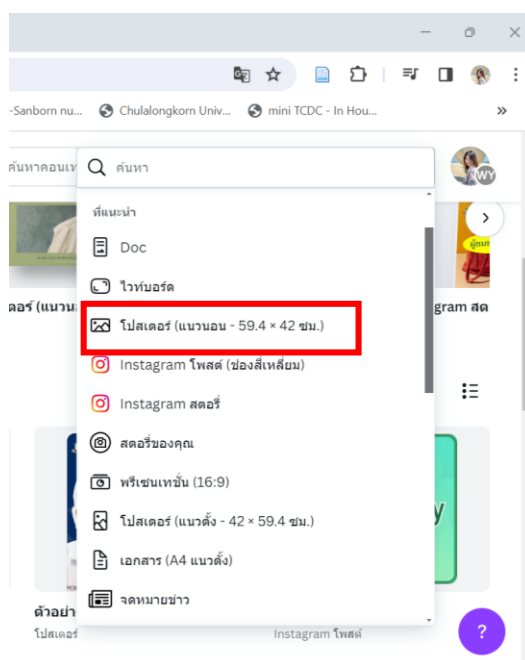 -Sanborn nu... Chulalongkorn Univ... mini TCDC - In Hou... »
ค้นหาคอนเท ค้นหา WY
ที่แนะนำ
Doc
ไวท์บอร์ด
ตอร์ (แนวน gram สต
โปสเตอร์ (แนวนอน - 59.4 × 42 ซม.)
Instagram โพสต์ (ช่องสี่เหลี่ยม)
Instagram สตอรี่
สตอรี่ของคุณ
พรีเซนเทชั่น (16:9)
โปสเตอร์ (แนวตั้ง - 42 × 59.4 ซม.)
เอกสาร (A4 แนวตั้ง)
จดหมายข่าว
ตัวอย่า
โปสเตอร์ Instagram โพสต์ ?